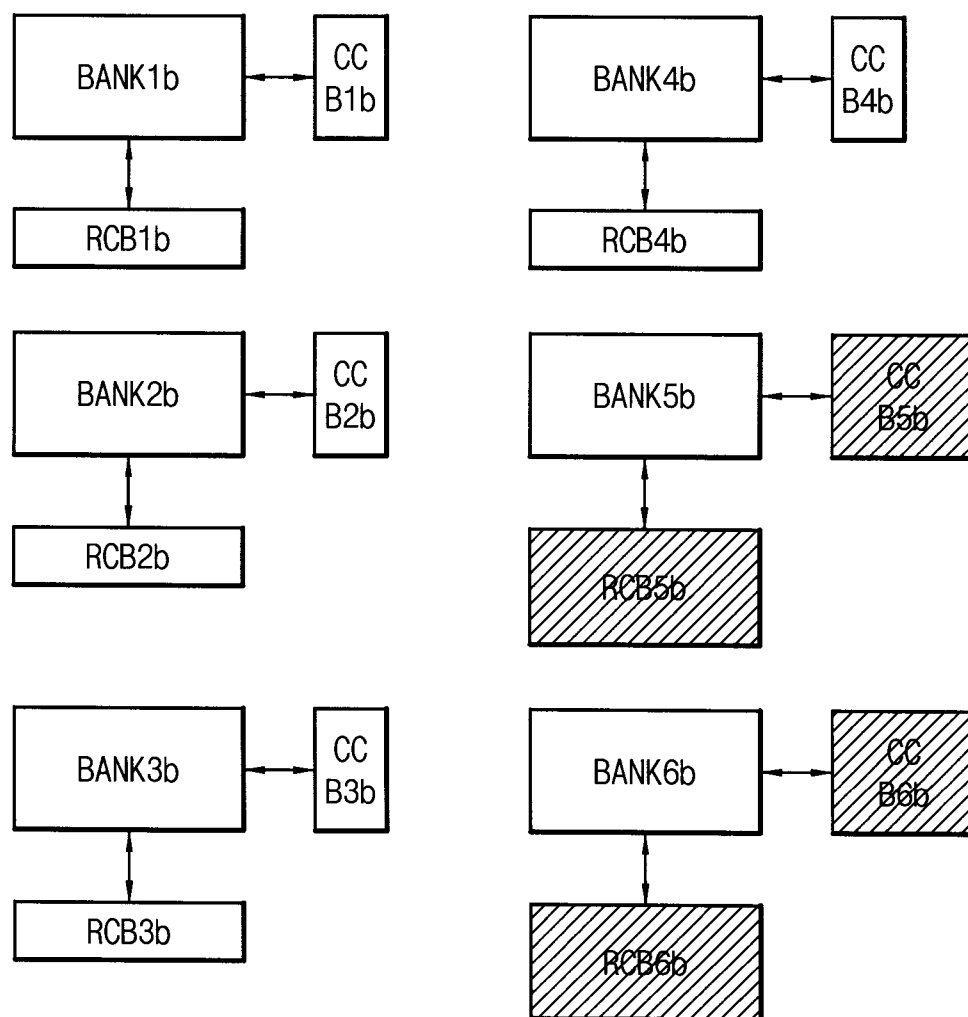 BANK1b
CC
B1b
RCB1b
BANK4b
CC
B4b
RCB4b
BANK2b
CC
B2b
RCB2b
BANK5b
CC
B5b
RCB5b
BANK3b
CC
B3b
RCB3b
BANK6b
CC
B6b
RCB6b